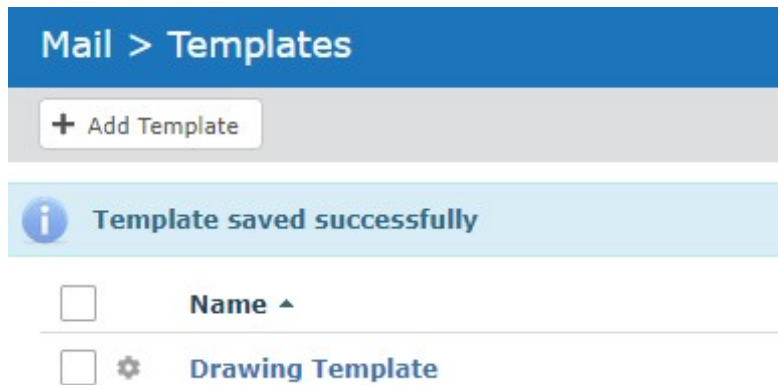 Mail > Templates
+ Add Template
Template saved successfully
Name
Drawing Template